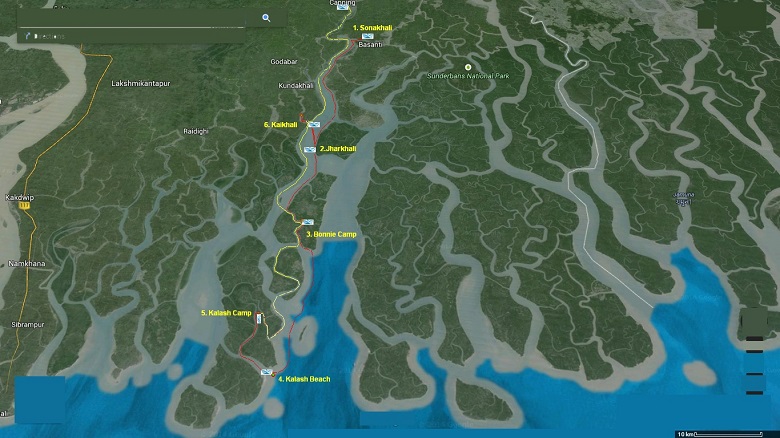 Canning
1. Sonakhali
Basanti
Godabar
Sunderbans National Park
Lakshmikantapur
Kundakhali
6. Kaikhali
Raidighi
2.Jharkhali
Kakdwip
3. Bonnie Camp
Namkhana
5. Kalash Camp
Sibrampur
4. Kalash Beach
10 km